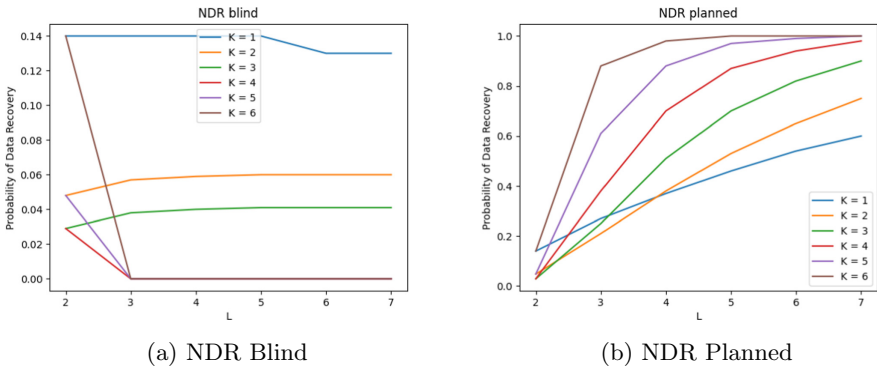 NDR blind
0.14
0.12
0.10
0.08
0.06
0.04
0.02
0.00
Probability of Data Recovery
K = 1
K = 2
K = 3
K = 4
K = 5
K = 6
2 3 4 5 6 7
L
(a) NDR Blind
NDR planned
1.0
0.8
0.6
0.4
0.2
0.0
Probability of Data Recovery
K = 1
K = 2
K = 3
K = 4
K = 5
K = 6
2 3 4 5 6 7
L
(b) NDR Planned